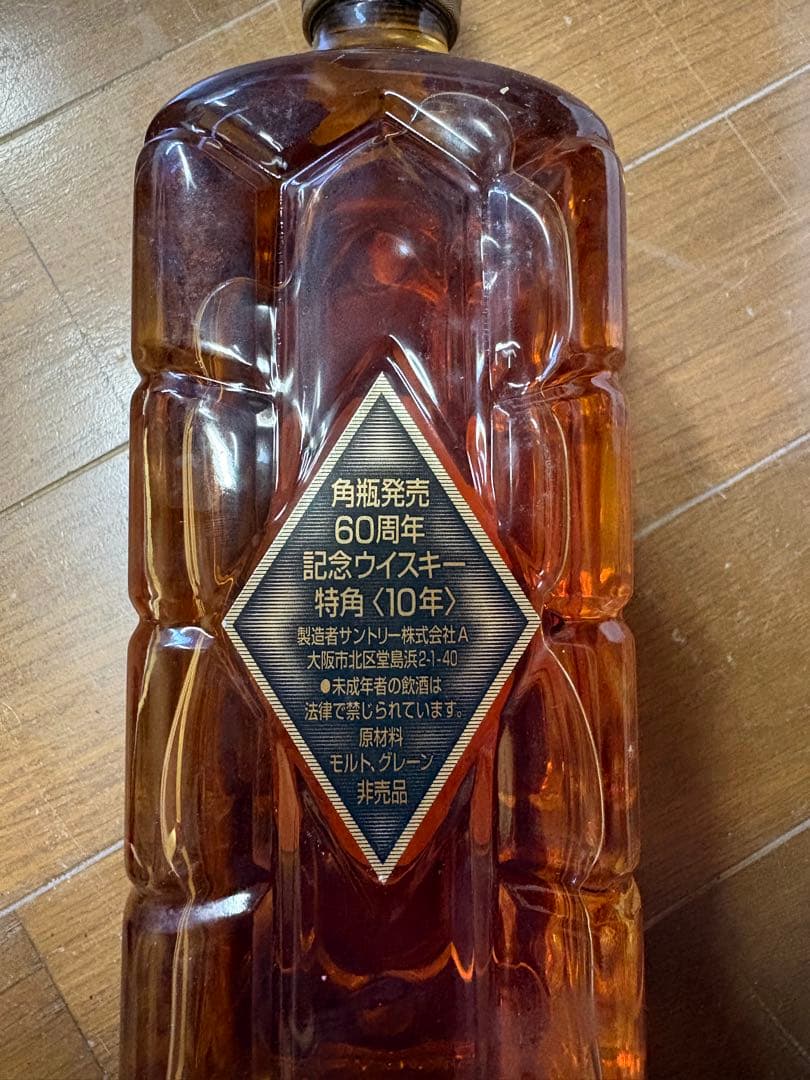 角瓶発売
60周年
記念ウイスキー
特角〈10年〉
製造者サントリー株式会社A
大阪市北区堂島浜2-1-40
●未成年者の飲酒は
法律で禁じられています。
原材料
モルト、グレーン
非売品